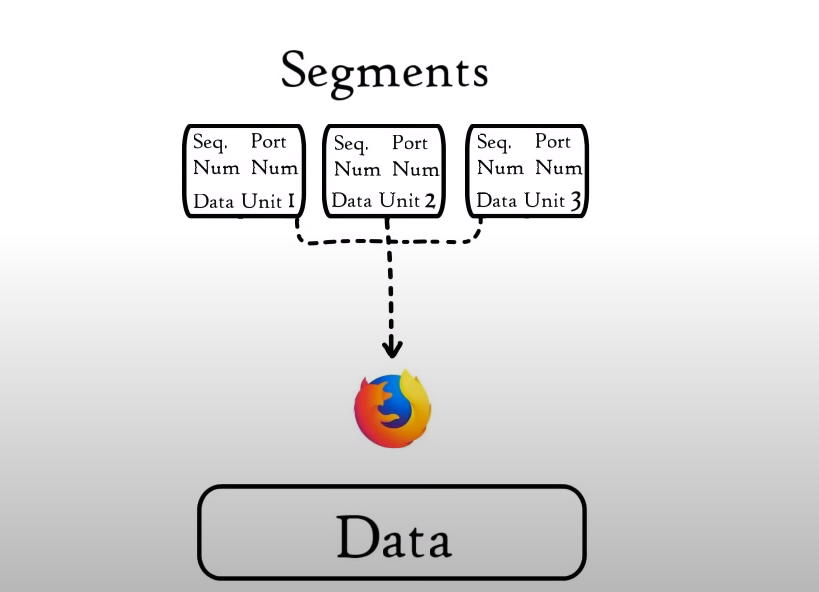 Segments
Seq. Port
Num Num
Data Unit 1
Seq. Port
Num Num
Data Unit 2
Seq. Port
Num Num
Data Unit 3
Data